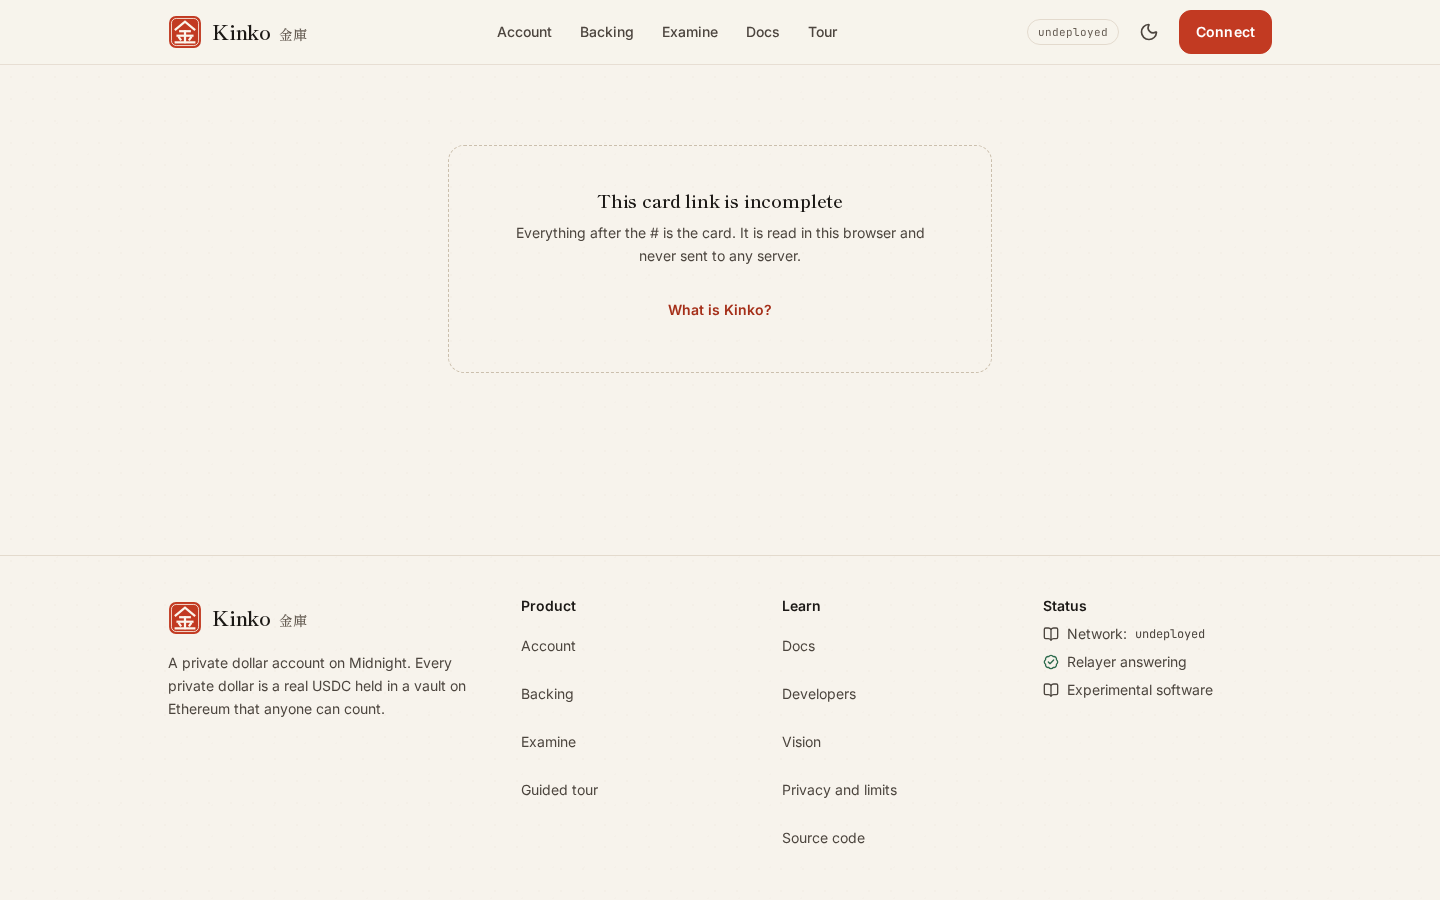 金 Kinko 金庫
Account Backing Examine Docs Tour
undeployed
Connect
This card link is incomplete
Everything after the # is the card. It is read in this browser and
never sent to any server.
What is Kinko?
金 Kinko 金庫
A private dollar account on Midnight. Every
private dollar is a real USDC held in a vault on
Ethereum that anyone can count.
Product
Account
Backing
Examine
Guided tour
Learn
Docs
Developers
Vision
Privacy and limits
Source code
Status
Network: undeployed
Relayer answering
Experimental software